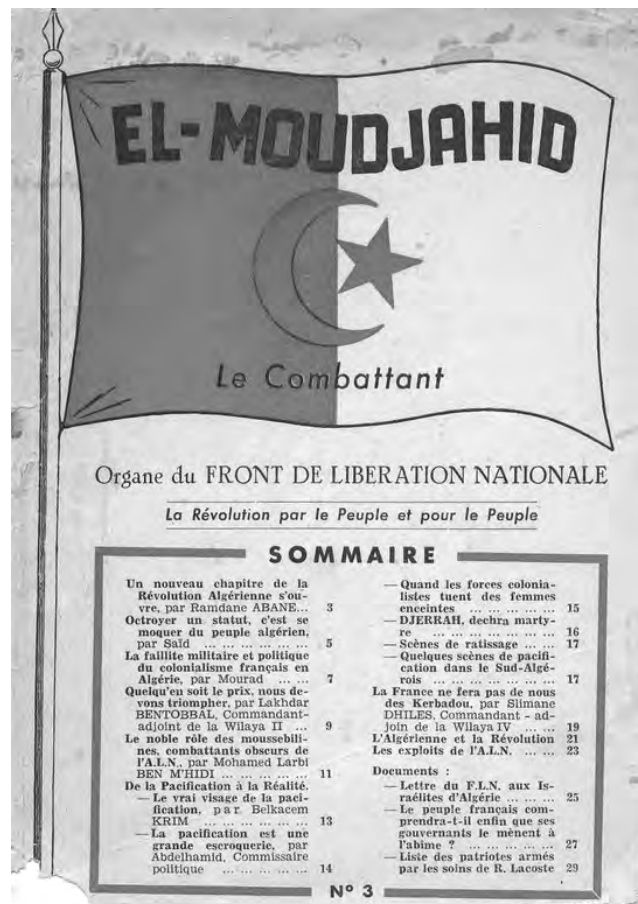 EL-MOUDJAHID
Le Combattant
Organe du FRONT DE LIBERATION NATIONALE
La Révolution par le Peuple et pour le Peuple
SOMMAIRE
Un nouveau chapitre de la
Révolution Algérienne s'ou-
vre, par Ramdane ABANE... 3
Octroyer un statut, c'est se
moquer du peuple algérien,
par Saïd ... ... ... ... ... ... 5
La faillite militaire et politique
du colonialisme français en
Algérie, par Mourad ... ... 7
Quelqu'en soit le prix, nous de-
vons triompher, par Lakhdar
BENTOBBAL, Commandant-
adjoint de la Wilaya II ... 9
Le noble rôle des moussebili-
nes, combattants obscurs de
l'A.L.N., par Mohamed Larbi
BEN M'HIDI ... ... ... ... ... 11
De la Pacification à la Réalité.
— Le vrai visage de la paci-
fication, par Belkacem
KRIM ... ... ... ... ... ... ... 13
— La pacification est une
grande escroquerie, par
Abdelhamid, Commissaire
politique ... ... ... ... ... 14
— Quand les forces colonia-
listes tuent des femmes
enceintes ... ... ... ... ... 15
— DJERRAH, dechra marty-
re ... ... ... ... ... ... ... 16
— Scènes de ratissage ... ... 17
— Quelques scènes de pacifi-
cation dans le Sud-Algé-
rois ... ... ... ... ... ... ... 17
La France ne fera pas de nous
des Kerbadou, par Slimane
DHILES, Commandant - ad-
join de la Wilaya IV ... ... 19
L'Algérienne et la Révolution 21
Les exploits de l'A.L.N. ... ... 23
Documents :
— Lettre du F.L.N. aux Is-
raélites d'Algérie ... ... ... 25
— Le peuple français com-
prendra-t-il enfin que ses
gouvernants le mènent à
l'abime ? ... ... ... ... ... 27
— Liste des patriotes armés
par les soins de R. Lacoste 29
N° 3